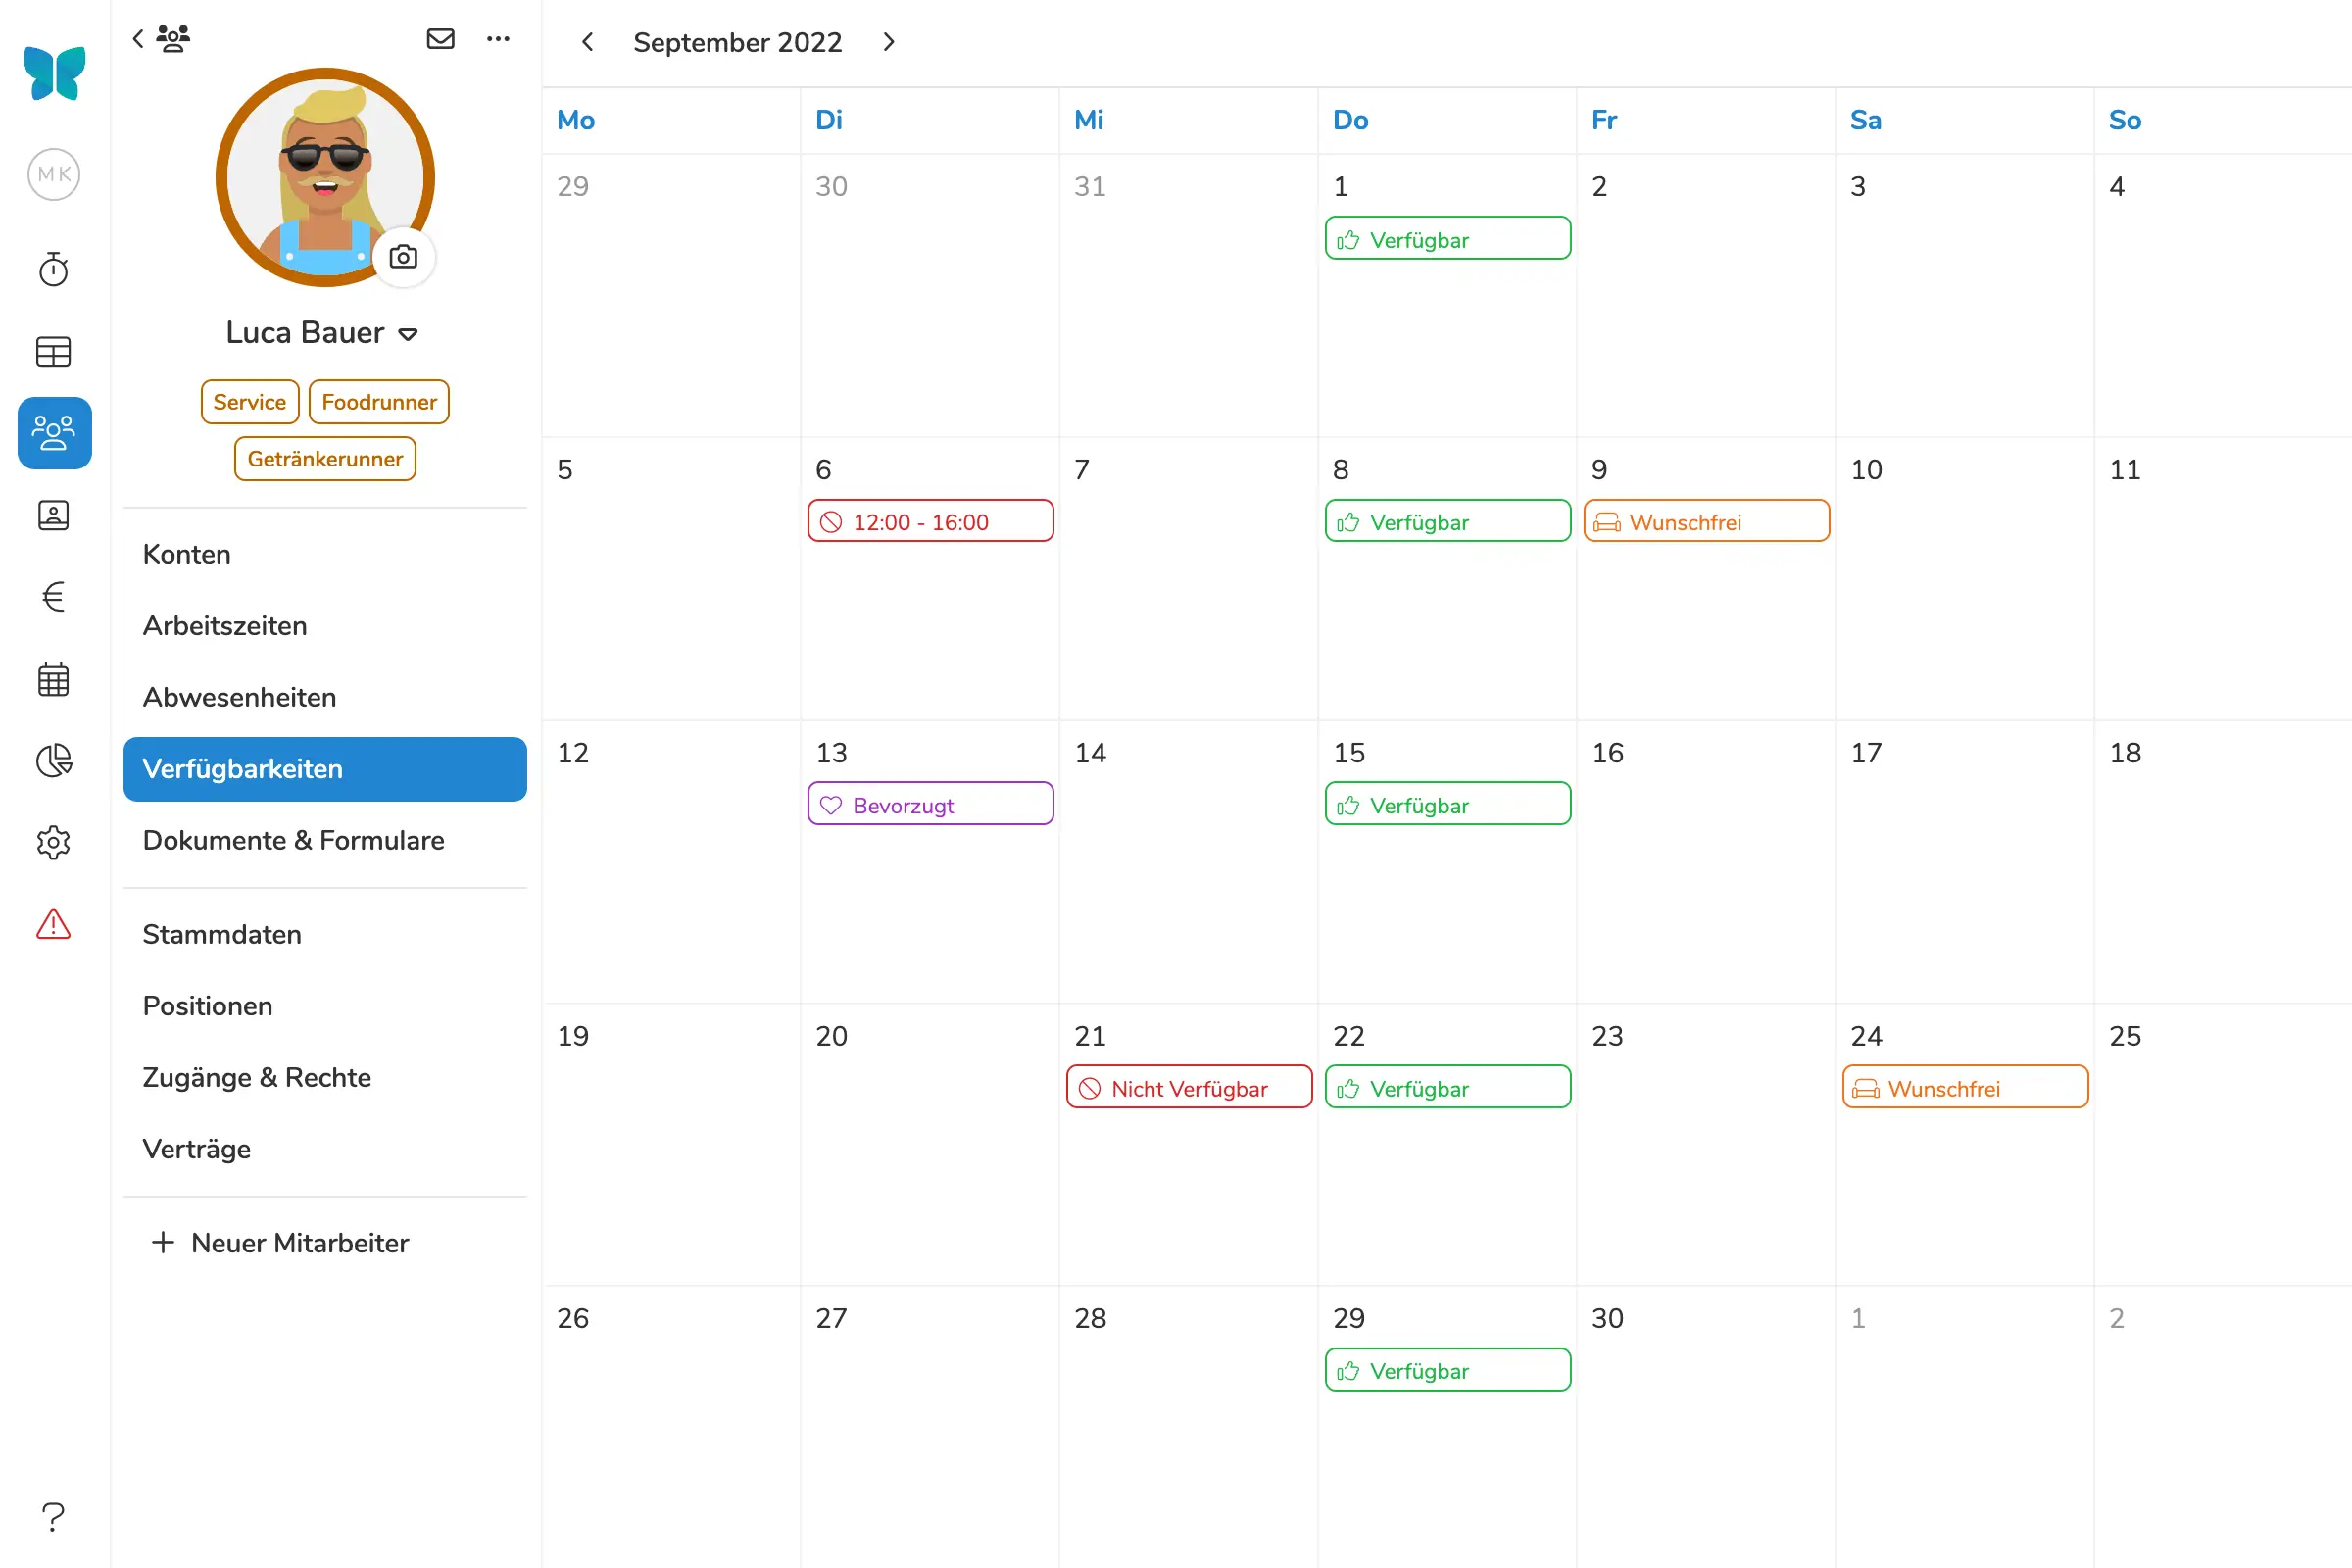 MK
Luca Bauer
Service
Foodrunner
Getränkerunner
Konten
Arbeitszeiten
Abwesenheiten
Verfügbarkeiten
Dokumente & Formulare
Stammdaten
Positionen
Zugänge & Rechte
Verträge
+ Neuer Mitarbeiter
September 2022
Mo Di Mi Do Fr Sa So
29 30 31 1 2 3 4
Verfügbar
5 6 7 8 9 10 11
12:00 - 16:00 Verfügbar Wunschfrei
12 13 14 15 16 17 18
Bevorzugt Verfügbar
19 20 21 22 23 24 25
Nicht Verfügbar Verfügbar Wunschfrei
26 27 28 29 30 1 2
Verfügbar